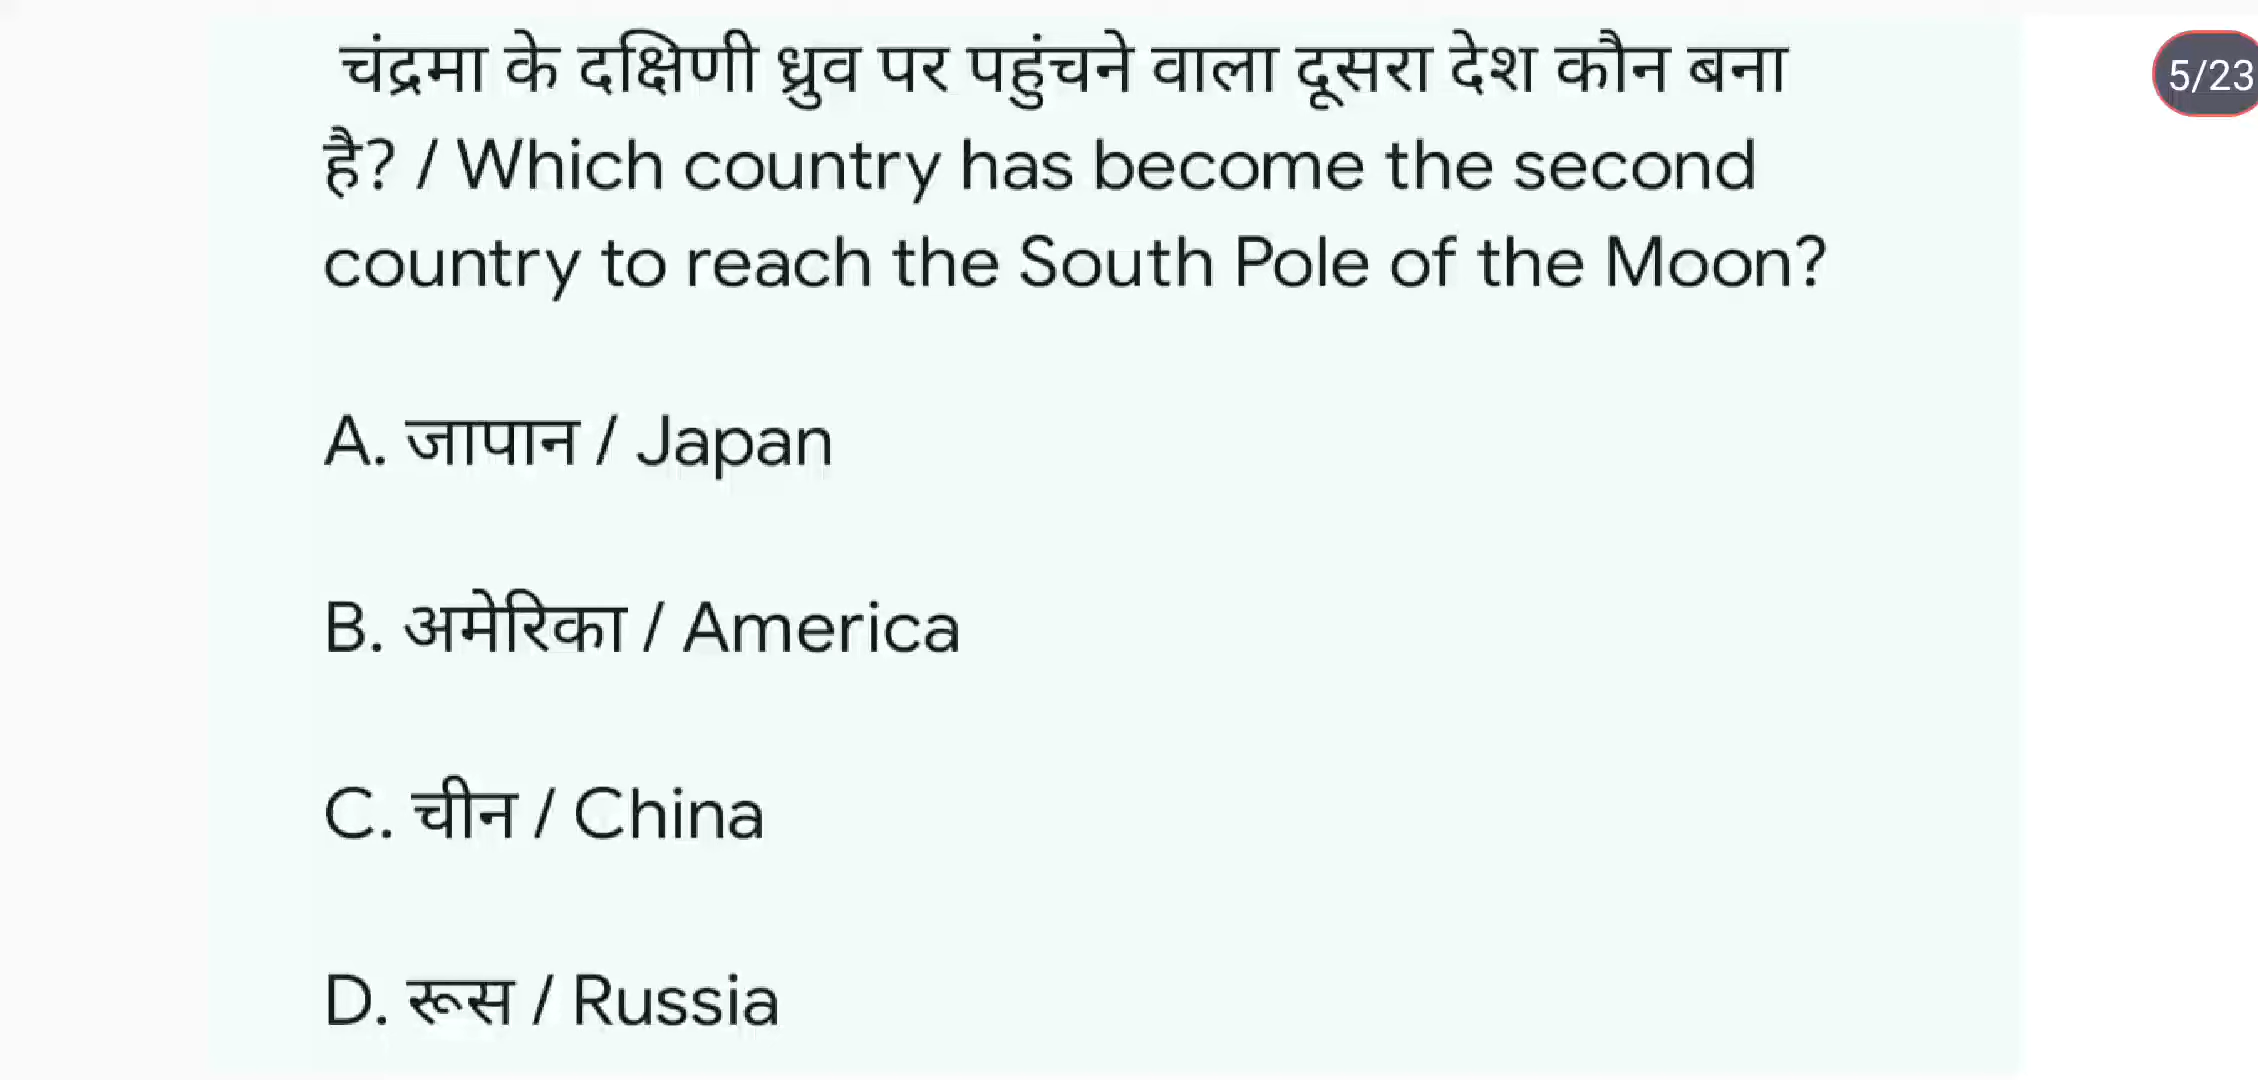 चंद्रमा के दक्षिणी ध्रुव पर पहुंचने वाला दूसरा देश कौन बना
5/23
है? / Which country has become the second
country to reach the South Pole of the Moon?
A. जापान / Japan
B. अमेरिका / America
C. चीन / China
D. रूस / Russia